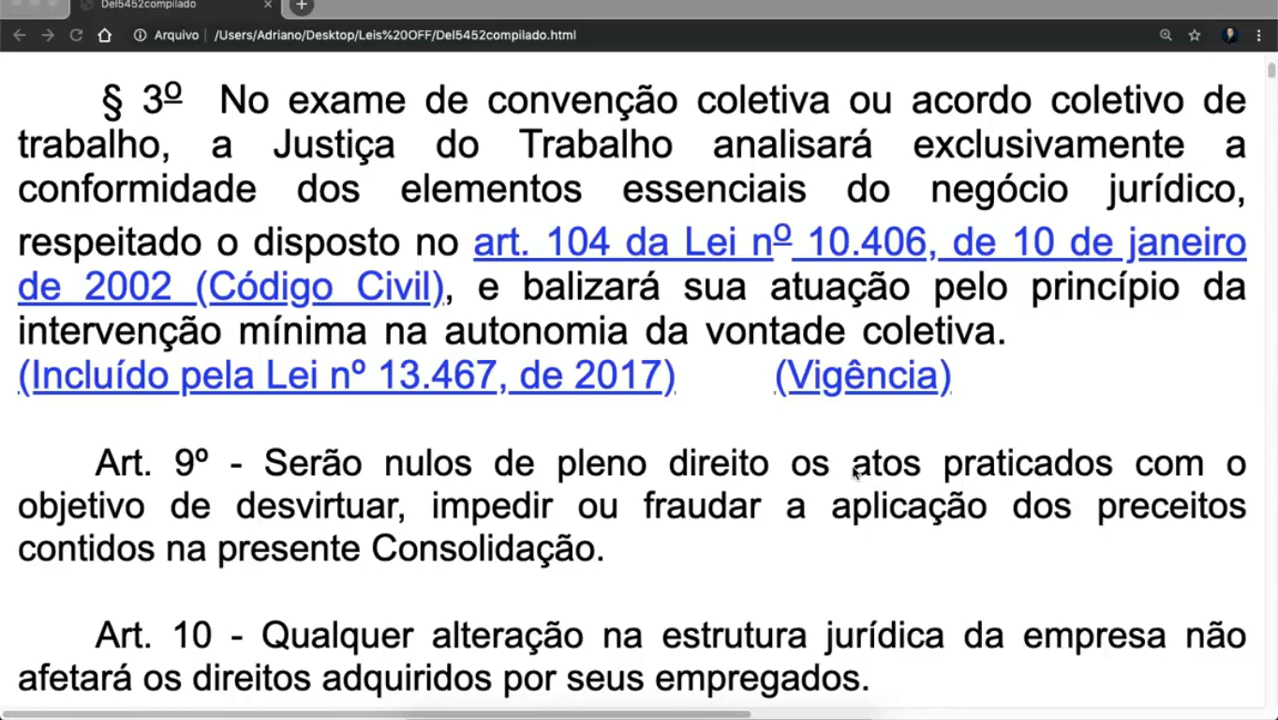 Del5452compilado
Arquivo | /Users/Adriano/Desktop/Leis%20OFF/Del5452compilado.html
§ 3º No exame de convenção coletiva ou acordo coletivo de
trabalho, a Justiça do Trabalho analisará exclusivamente a
conformidade dos elementos essenciais do negócio jurídico,
respeitado o disposto no art. 104 da Lei nº 10.406, de 10 de janeiro
de 2002 (Código Civil), e balizará sua atuação pelo princípio da
intervenção mínima na autonomia da vontade coletiva.
(Incluído pela Lei nº 13.467, de 2017) (Vigência)
Art. 9º - Serão nulos de pleno direito os atos praticados com o
objetivo de desvirtuar, impedir ou fraudar a aplicação dos preceitos
contidos na presente Consolidação.
Art. 10 - Qualquer alteração na estrutura jurídica da empresa não
afetará os direitos adquiridos por seus empregados.